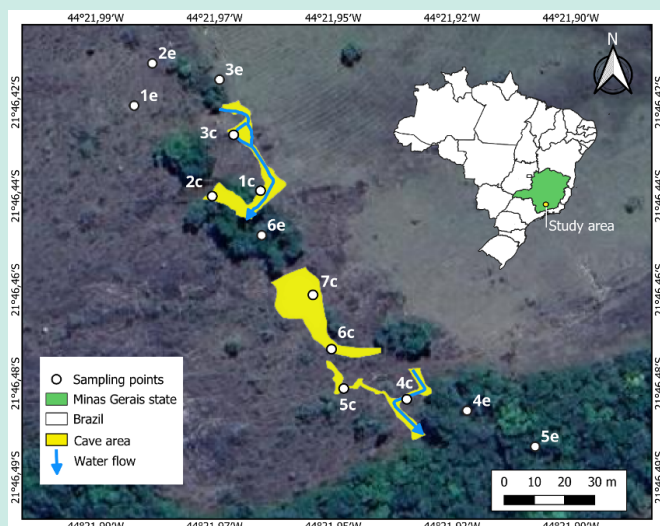 44°21,99'W 44°21,97'W 44°21,95'W 44°21,92'W 44°21,90'W
N
2e
3e
1e
21°46,42'S
21°46,42'S
3c
2c
1c
21°46,44'S
21°46,44'S
6e
Study area
21°46,46'S
21°46,46'S
7c
6c
Sampling points
Minas Gerais state
Brazil
Cave area
Water flow
5c
4c
4e
5e
21°46,48'S
21°46,48'S
21°46,49'S
21°46,49'S
0 10 20 30 m